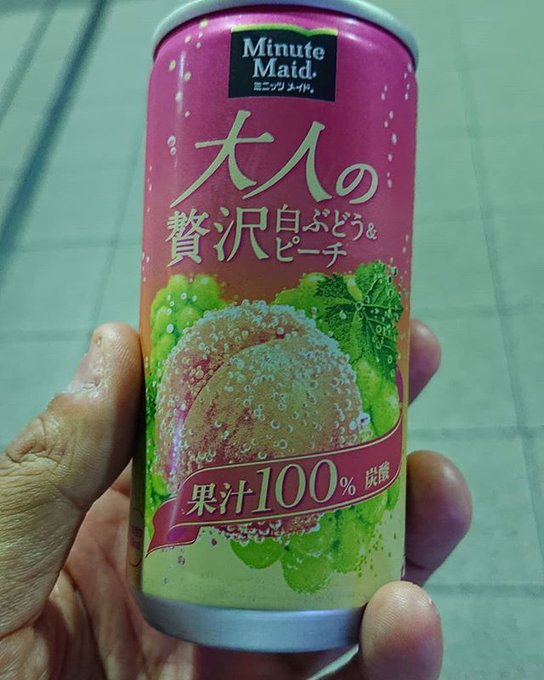 Minute
Maid
ミニッツ メイド
大人の
贅沢 白ぶどう&
ピーチ
果汁100% 炭酸